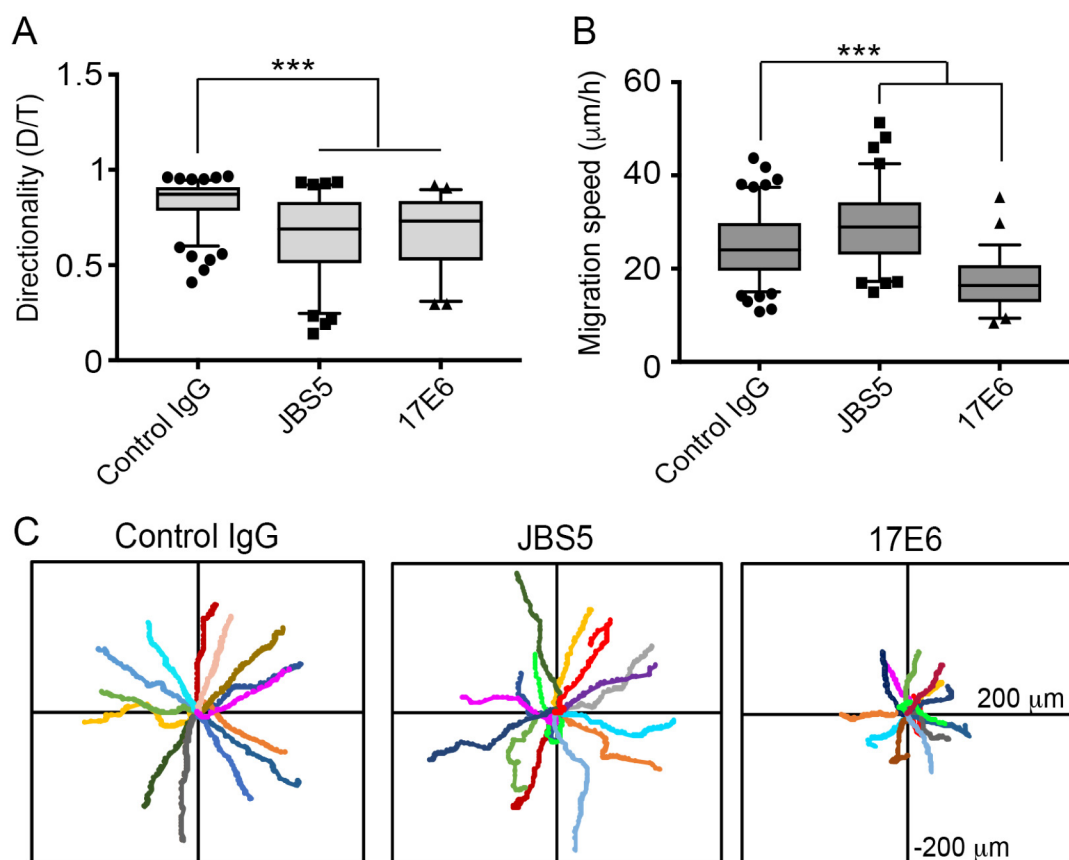 A
***
Directionality (D/T)
1.5
1
0.5
0
Control IgG
JBS5
17E6
B
***
Migration speed (μm/h)
60
40
20
0
Control IgG
JBS5
17E6
C
Control IgG
JBS5
17E6
200 μm
-200 μm